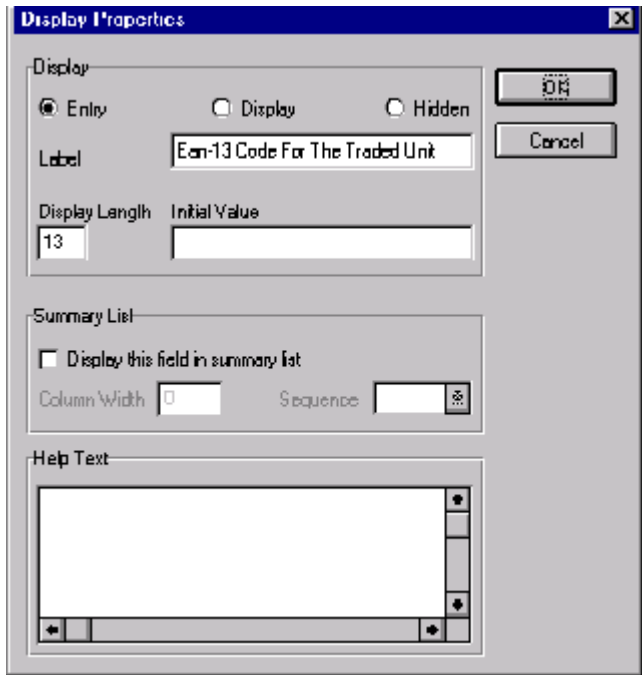 Display Properties
Display
Entry Display Hidden
OK
Cancel
Label Ean-13 Code For The Traded Unit
Display Length Initial Value
13
Summary List
Display this field in summary list
Column Width 0 Sequence
Help Text